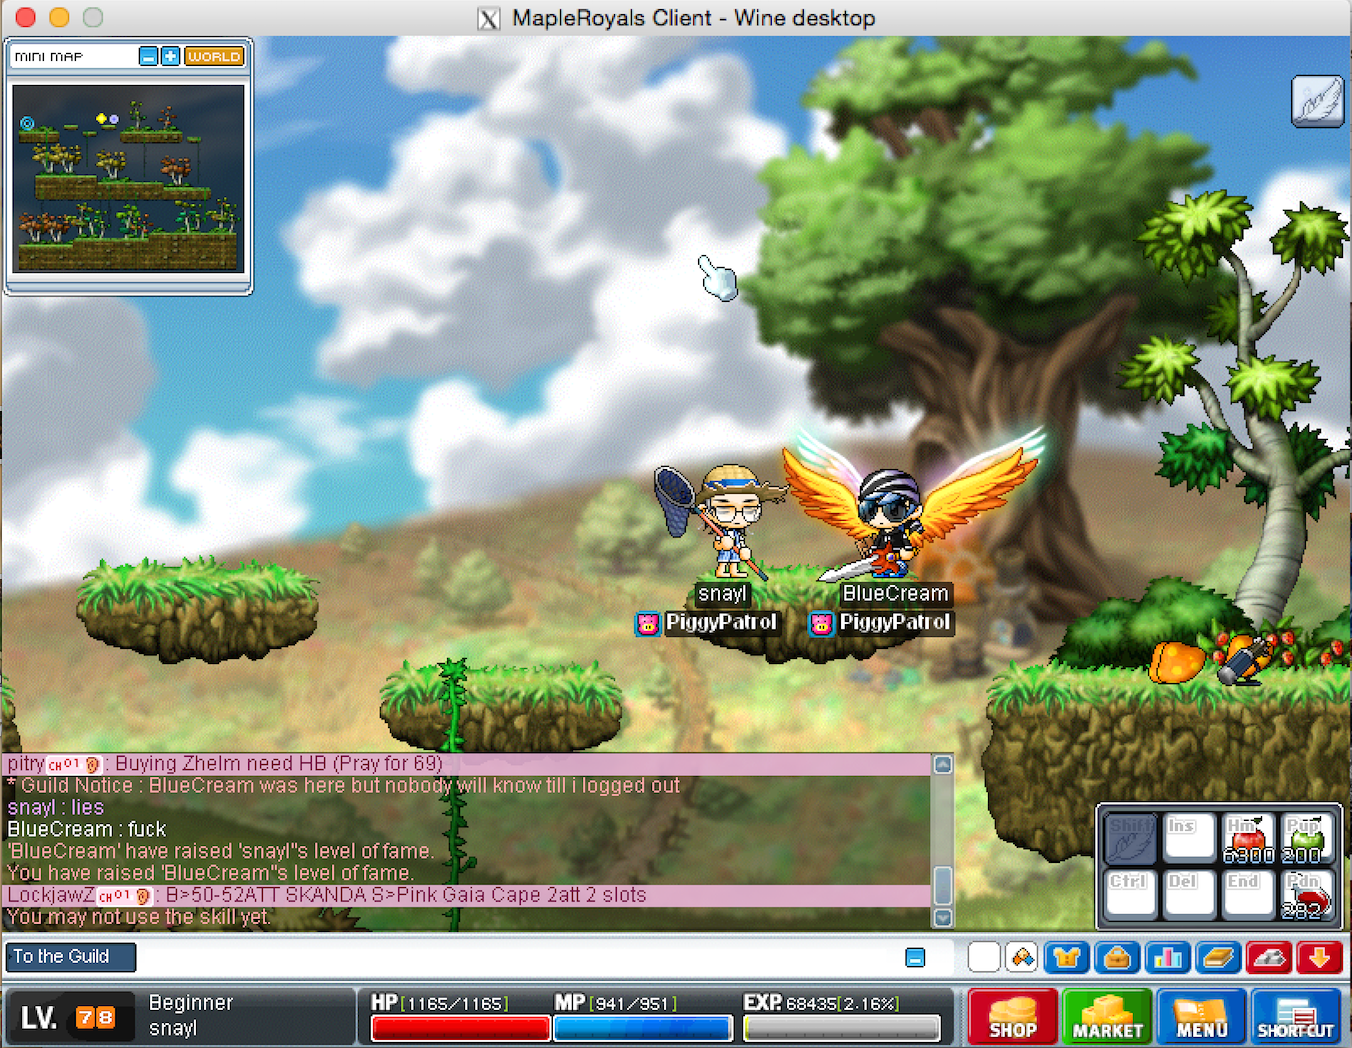 MapleRoyals Client - Wine desktop
MINI MAP
WORLD
snayl
BlueCream
PiggyPatrol
PiggyPatrol
pitry CH01 : Buying Zhelm need HB (Pray for 69)
* Guild Notice : BlueCream was here but nobody will know till i logged out
snayl : lies
BlueCream : fuck
'BlueCream' have raised 'snayl''s level of fame.
You have raised 'BlueCream''s level of fame.
LockjawZ CH01 : B>50-52ATT SKANDA S>Pink Gaia Cape 2att 2 slots
You may not use the skill yet.
Shift Ins Hm Pup
6300 200
Ctrl Del End Pdn
282
To the Guild
LV. 78
Beginner
snayl
HP[1165/1165] MP[941/951] EXP. 68435[2.16%]
SHOP MARKET MENU SHORTCUT